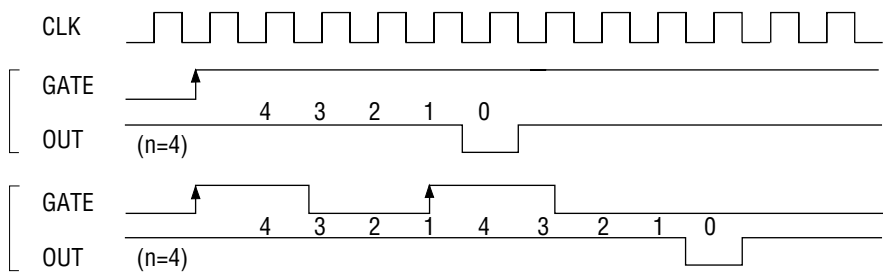 CLK
GATE
4 3 2 1 0
OUT (n=4)
GATE
4 3 2 1 4 3 2 1 0
OUT (n=4)